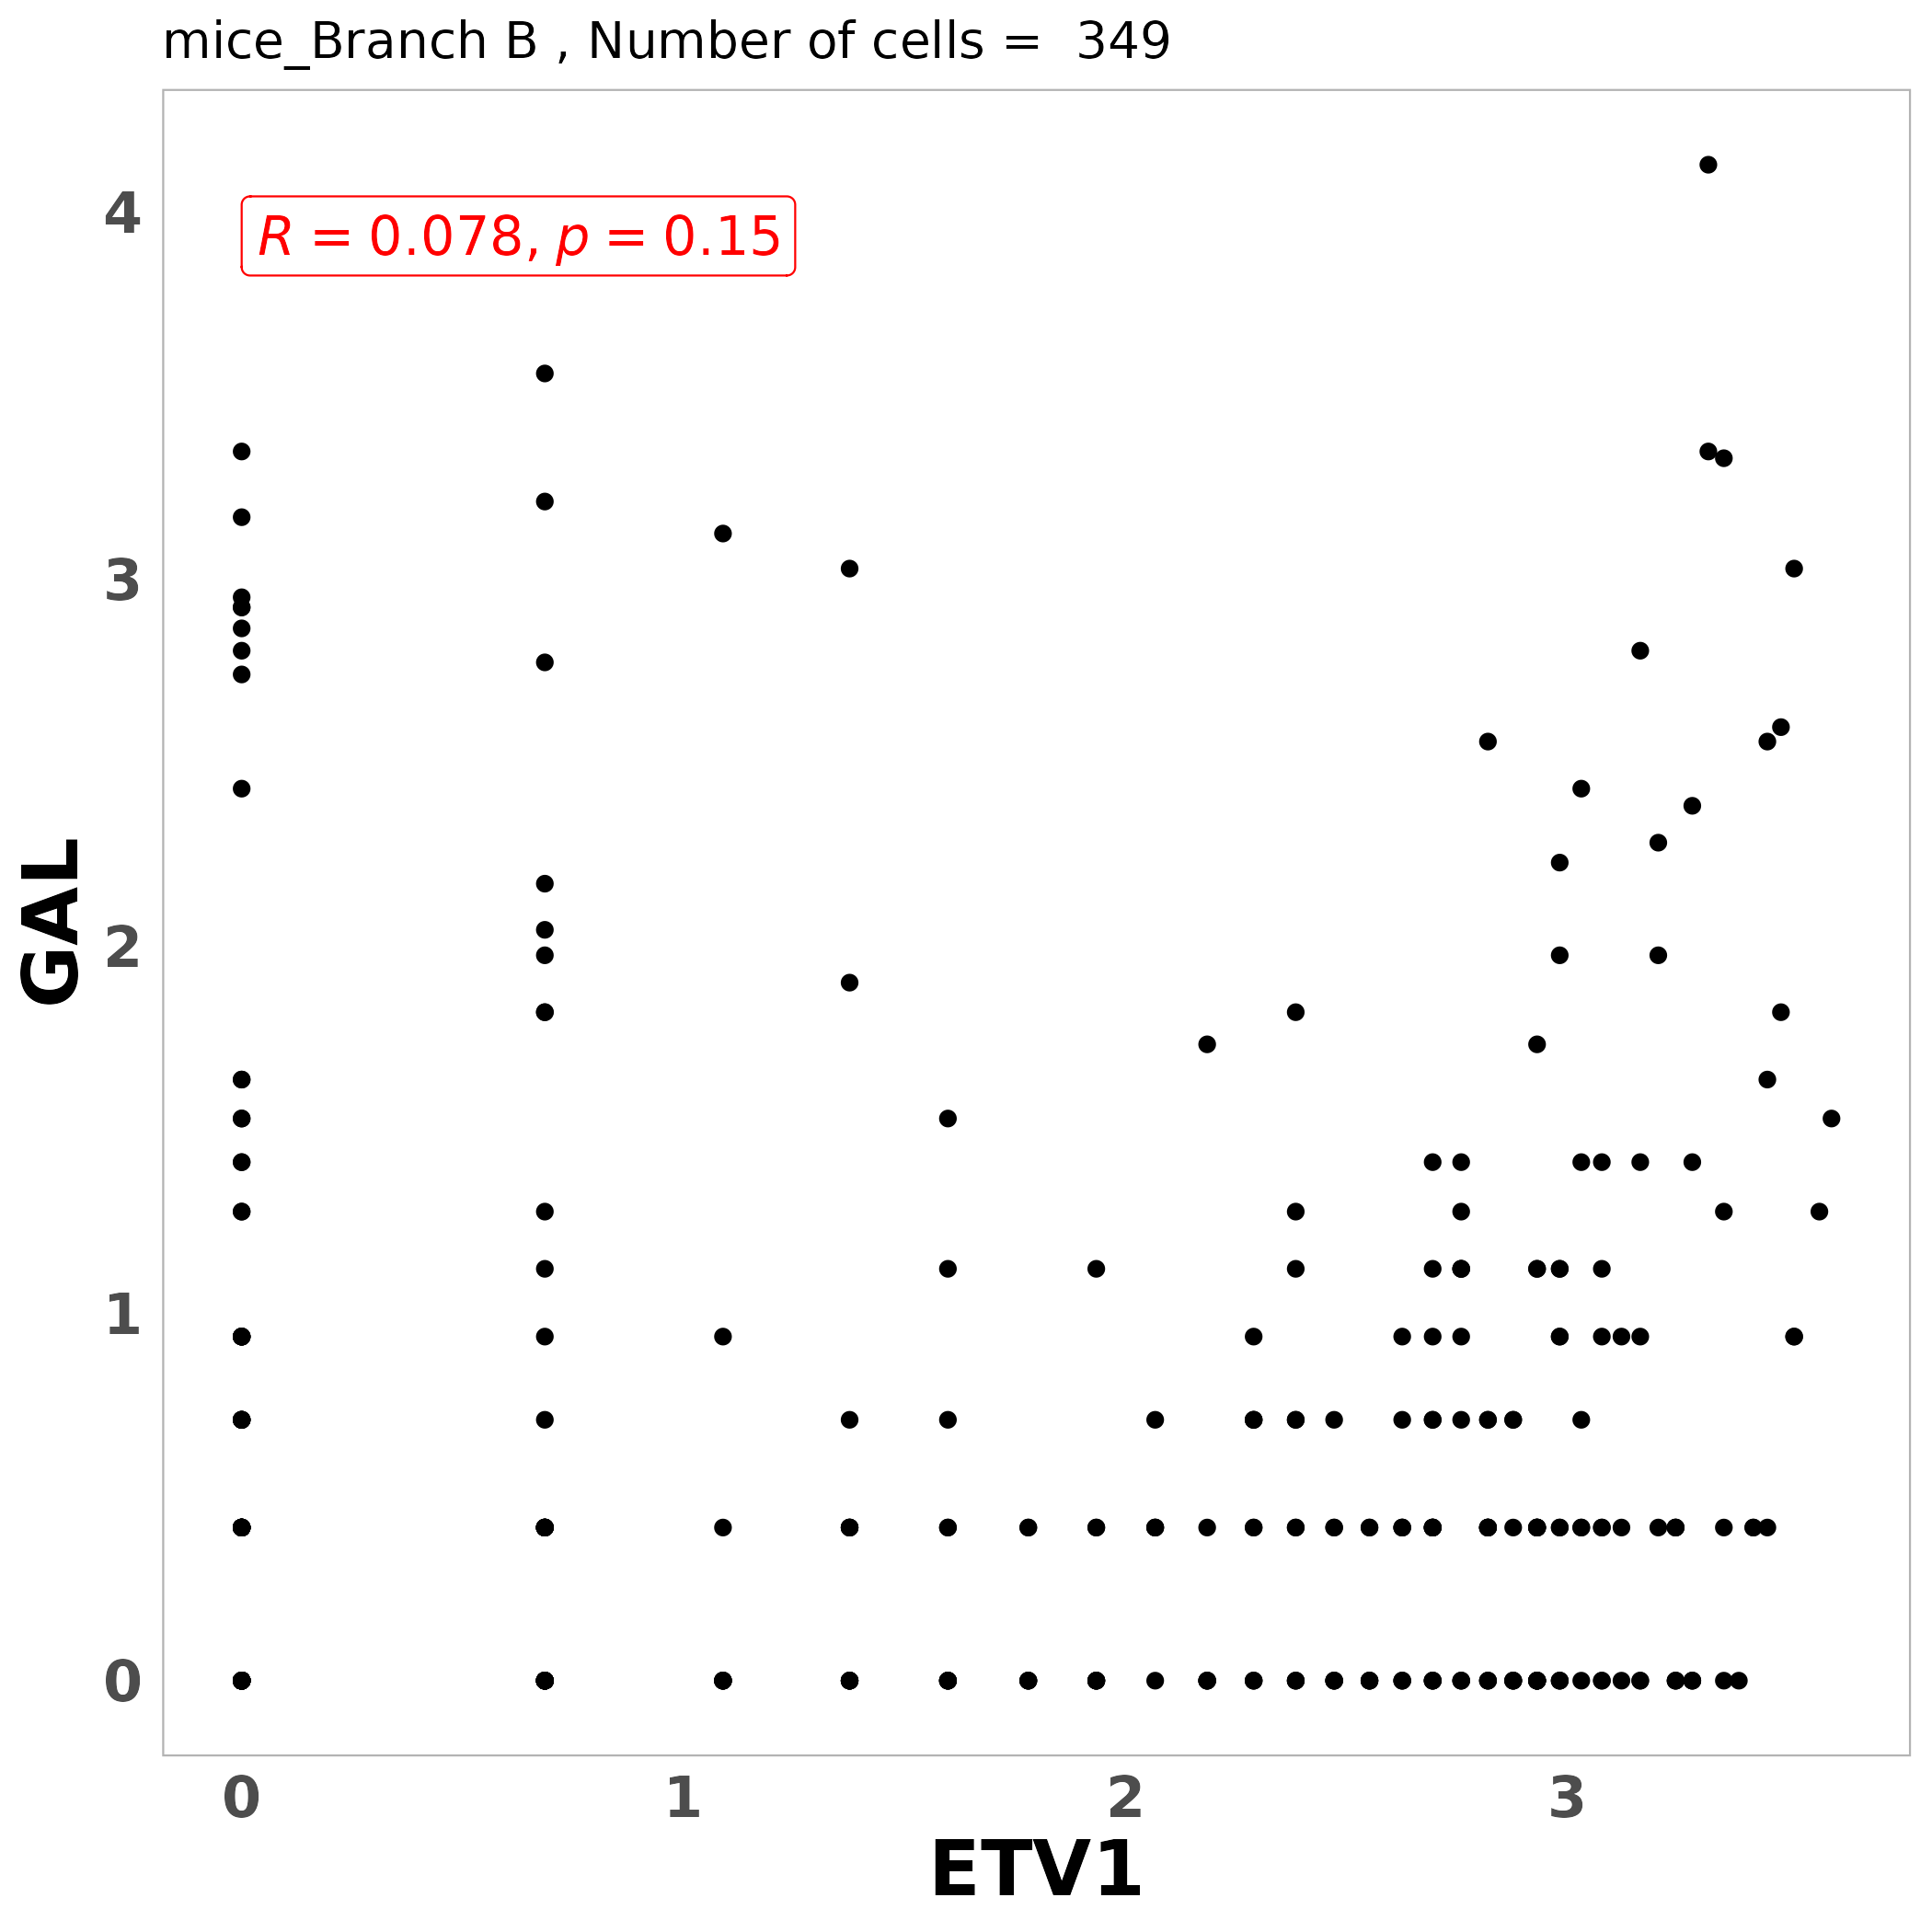 mice_Branch B , Number of cells =  349
R = 0.078, p = 0.15
GAL
4
3
2
1
0
0 1 2 3
ETV1